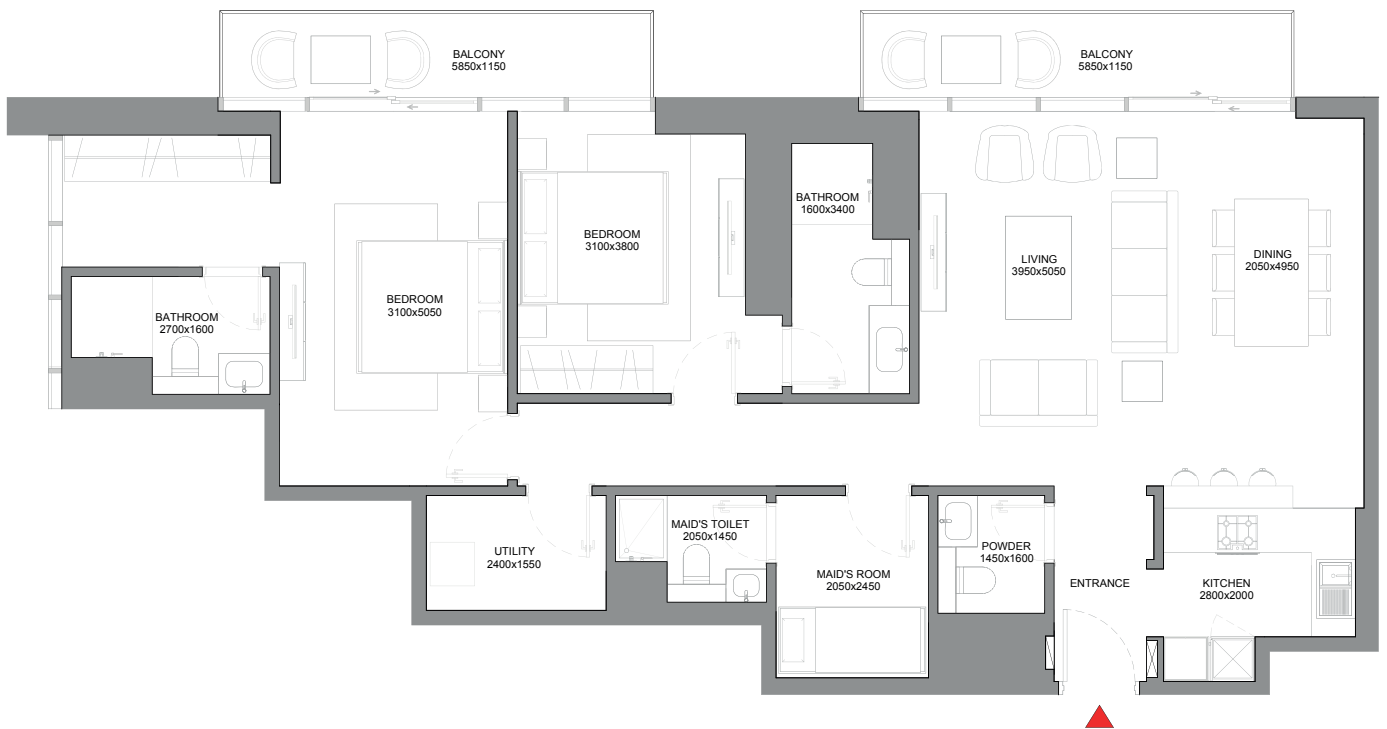 BALCONY
5850x1150
BALCONY
5850x1150
BATHROOM
1600x3400
BEDROOM
3100x3800
LIVING
3950x5050
DINING
2050x4950
BEDROOM
3100x5050
BATHROOM
2700x1600
MAID'S TOILET
2050x1450
UTILITY
2400x1550
POWDER
1450x1600
MAID'S ROOM
2050x2450
ENTRANCE
KITCHEN
2800x2000